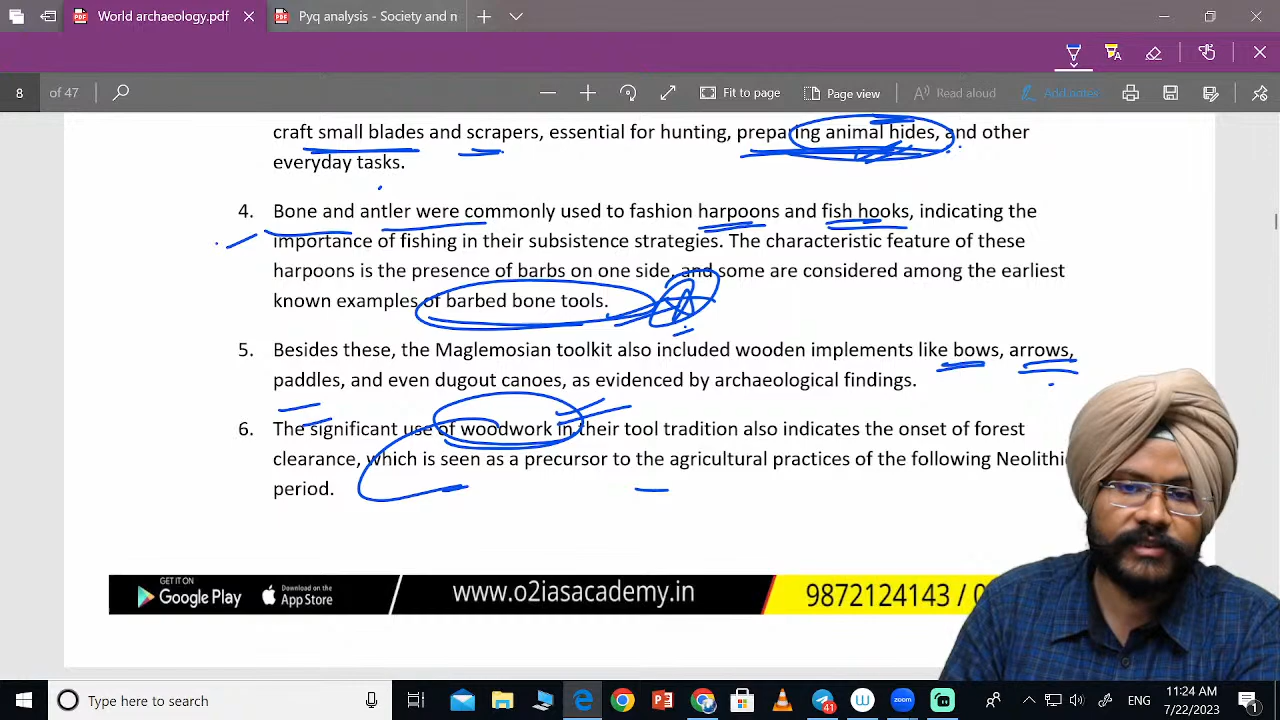 World archaeology.pdf
Pyq analysis - Society and n
8 of 47
Fit to page
Page view
Read aloud
Add notes
craft small blades and scrapers, essential for hunting, preparing animal hides, and other
everyday tasks.
4. Bone and antler were commonly used to fashion harpoons and fish hooks, indicating the
importance of fishing in their subsistence strategies. The characteristic feature of these
harpoons is the presence of barbs on one side, and some are considered among the earliest
known examples of barbed bone tools.
5. Besides these, the Maglemosian toolkit also included wooden implements like bows, arrows,
paddles, and even dugout canoes, as evidenced by archaeological findings.
6. The significant use of woodwork in their tool tradition also indicates the onset of forest
clearance, which is seen as a precursor to the agricultural practices of the following Neolithi
period.
GET IT ON
Google Play
Download on the
App Store
www.o2iasacademy.in
9872124143 / 0
Type here to search
41
W
zoom
ENG
11:24 AM
7/22/2023
1